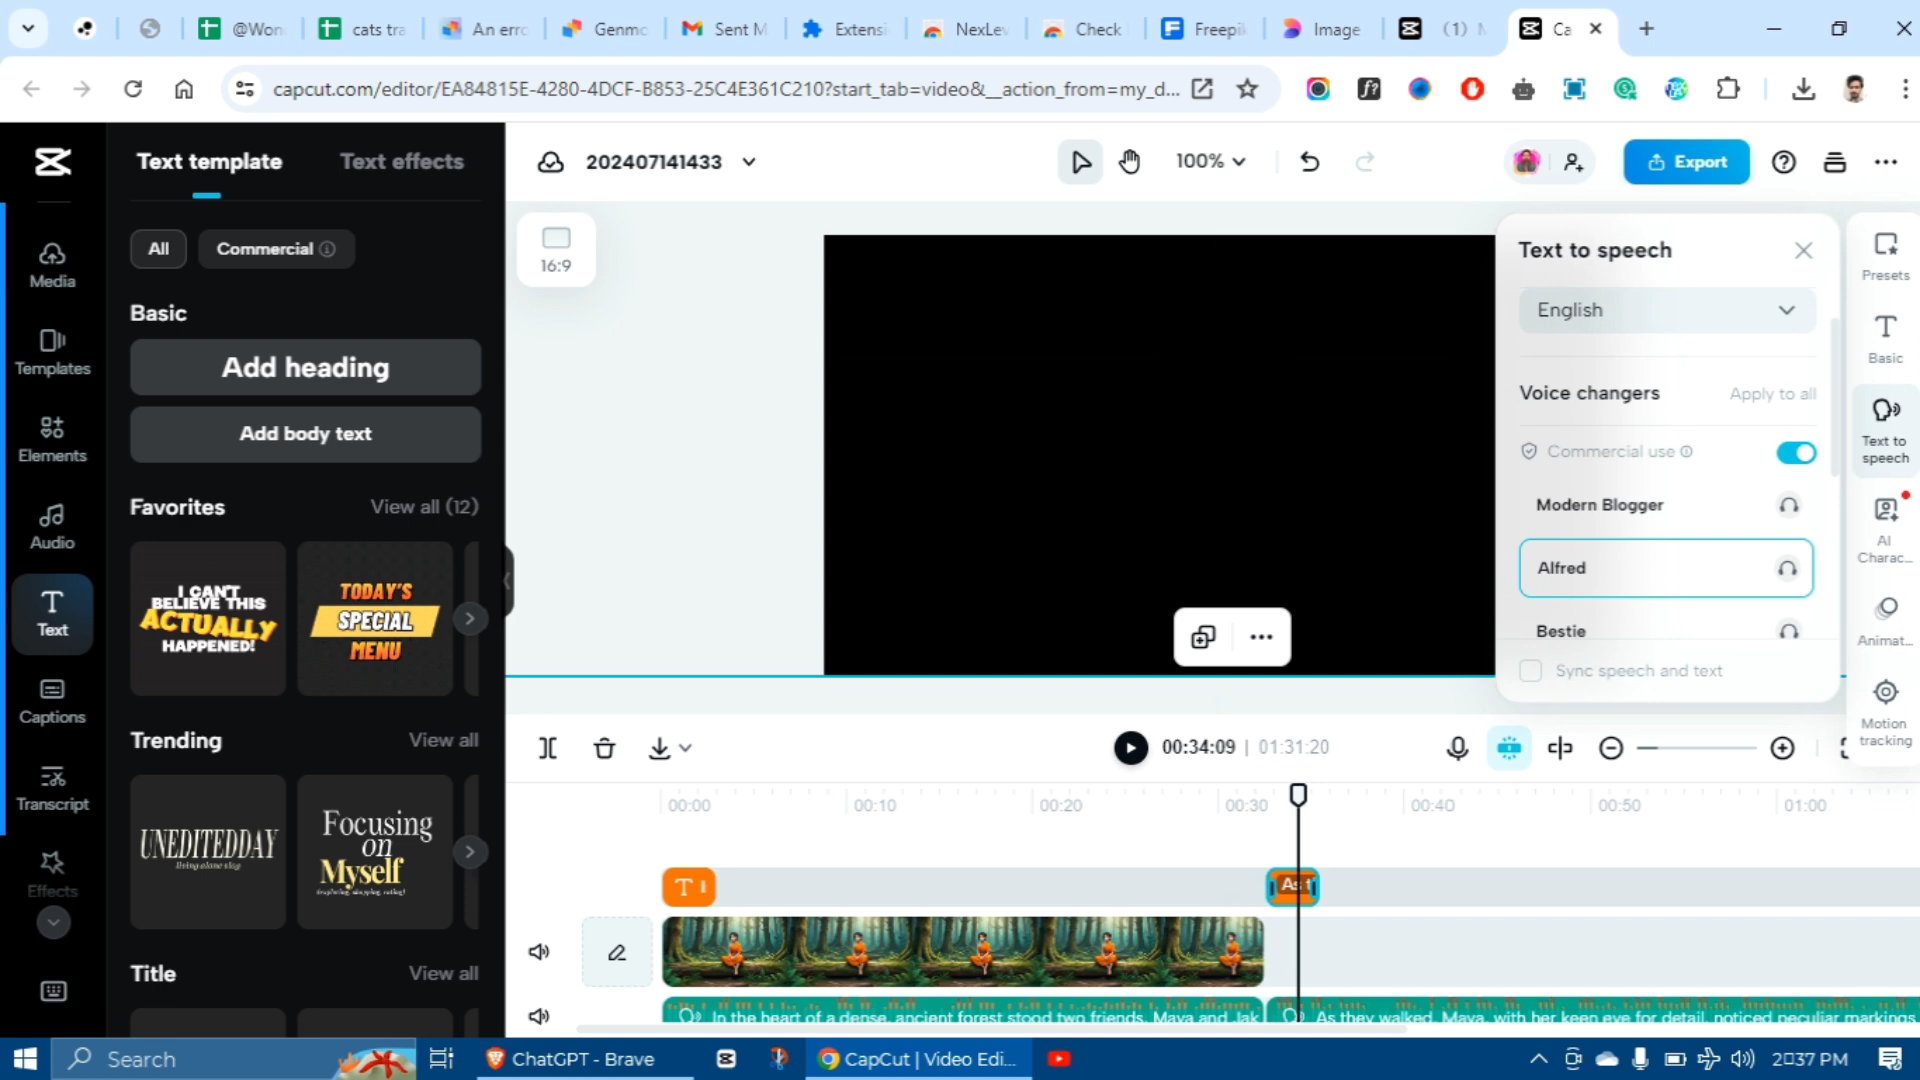 @Won
cats tra
An erro
Genmo
Sent M
Extensi
NexLev
Check
Freepik
Image
(1)
Ca
capcut.com/editor/EA84815E-4280-4DCF-B853-25C4E361C210?start_tab=video&__action_from=my_d...
Text template
Text effects
202407141433
100%
Export
Media
Templates
Elements
Audio
Text
Captions
Transcript
Effects
All
Commercial
Basic
Add heading
Add body text
Favorites
View all (12)
I CAN'T
BELIEVE THIS
ACTUALLY
HAPPENED!
TODAY'S
SPECIAL
MENU
Trending
View all
UNEDITEDDAY
living alone vlog
Focusing
on
Myself
Title
View all
16:9
Text to speech
English
Voice changers
Apply to all
Commercial use
Modern Blogger
Alfred
Bestie
Sync speech and text
Presets
Basic
Text to
speech
AI
Charac...
Animat...
Motion
tracking
00:34:09 | 01:31:20
00:00
00:10
00:20
00:30
00:40
00:50
01:00
As t
In the heart of a dense, ancient forest stood two friends, Maya and Jak
As they walked, Maya, with her keen eye for detail, noticed peculiar markings
Search
ChatGPT - Brave
CapCut | Video Edi...
2:37 PM